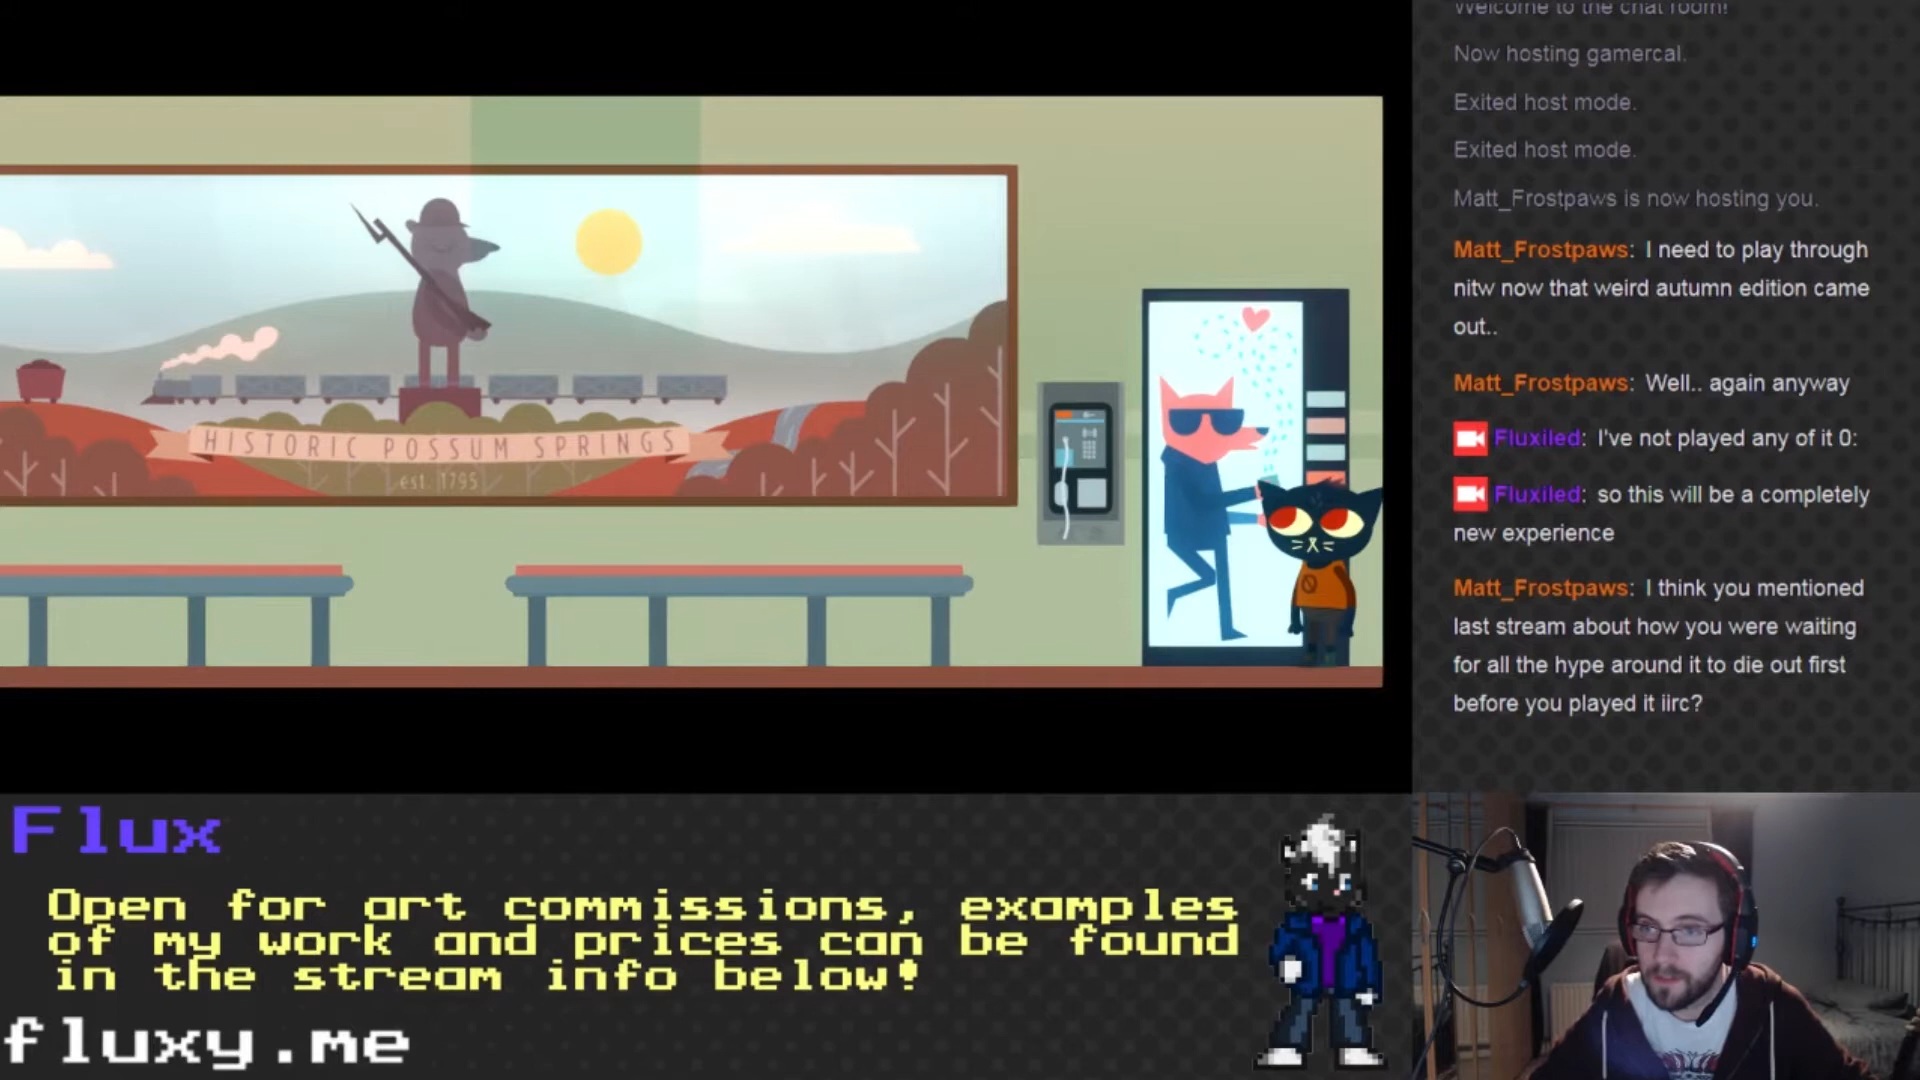 HISTORIC POSSUM SPRINGS
est. 1795
Welcome to the chat room!
Now hosting gamercal.
Exited host mode.
Exited host mode.
Matt_Frostpaws is now hosting you.
Matt_Frostpaws: I need to play through
nitw now that weird autumn edition came
out..
Matt_Frostpaws: Well.. again anyway
Fluxiled: I've not played any of it 0:
Fluxiled: so this will be a completely
new experience
Matt_Frostpaws: I think you mentioned
last stream about how you were waiting
for all the hype around it to die out first
before you played it iirc?
Flux
Open for art commissions, examples
of my work and prices can be found
in the stream info below!
fluxy.me